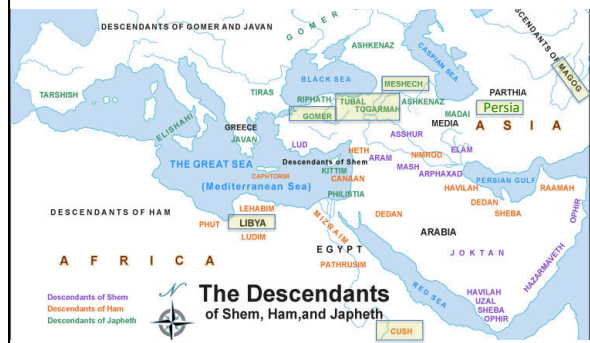 DESCENDANTS OF GOMER AND JAVAN
GOMER
ASHKENAZ
CASPIAN SEA
DESCENDANTS OF MAGOG
BLACK SEA
MESHECH
TARSHISH
TIRAS
RIPHATH
TUBAL
TOGARMAH
ASHKENAZ
PARTHIA
Persia
GOMER
MADAI
ELISHAH
GREECE
JAVAN
MEDIA
ASIA
ASSHUR
LUD
HETH
ARAM
NIMROD
ELAM
THE GREAT SEA
(Mediterranean Sea)
Descendants of Shem
MASH
ARPHAXAD
CAPHTORIM
KITTIM
CANAAN
PERSIAN GULF
HAVILAH
RAAMAH
PHILISTIA
DEDAN
SHEBA
DESCENDANTS OF HAM
LEHABIM
PHUT
LIBYA
LUDIM
MIZRAIM
DEDAN
OPHIR
ARABIA
EGYPT
JOKTAN
HAZARMAVETH
AFRICA
PATHRUSIM
RED SEA
Descendants of Shem
Descendants of Ham
Descendants of Japheth
N
The Descendants
of Shem, Ham,and Japheth
HAVILAH
UZAL
SHEBA
OPHIR
CUSH